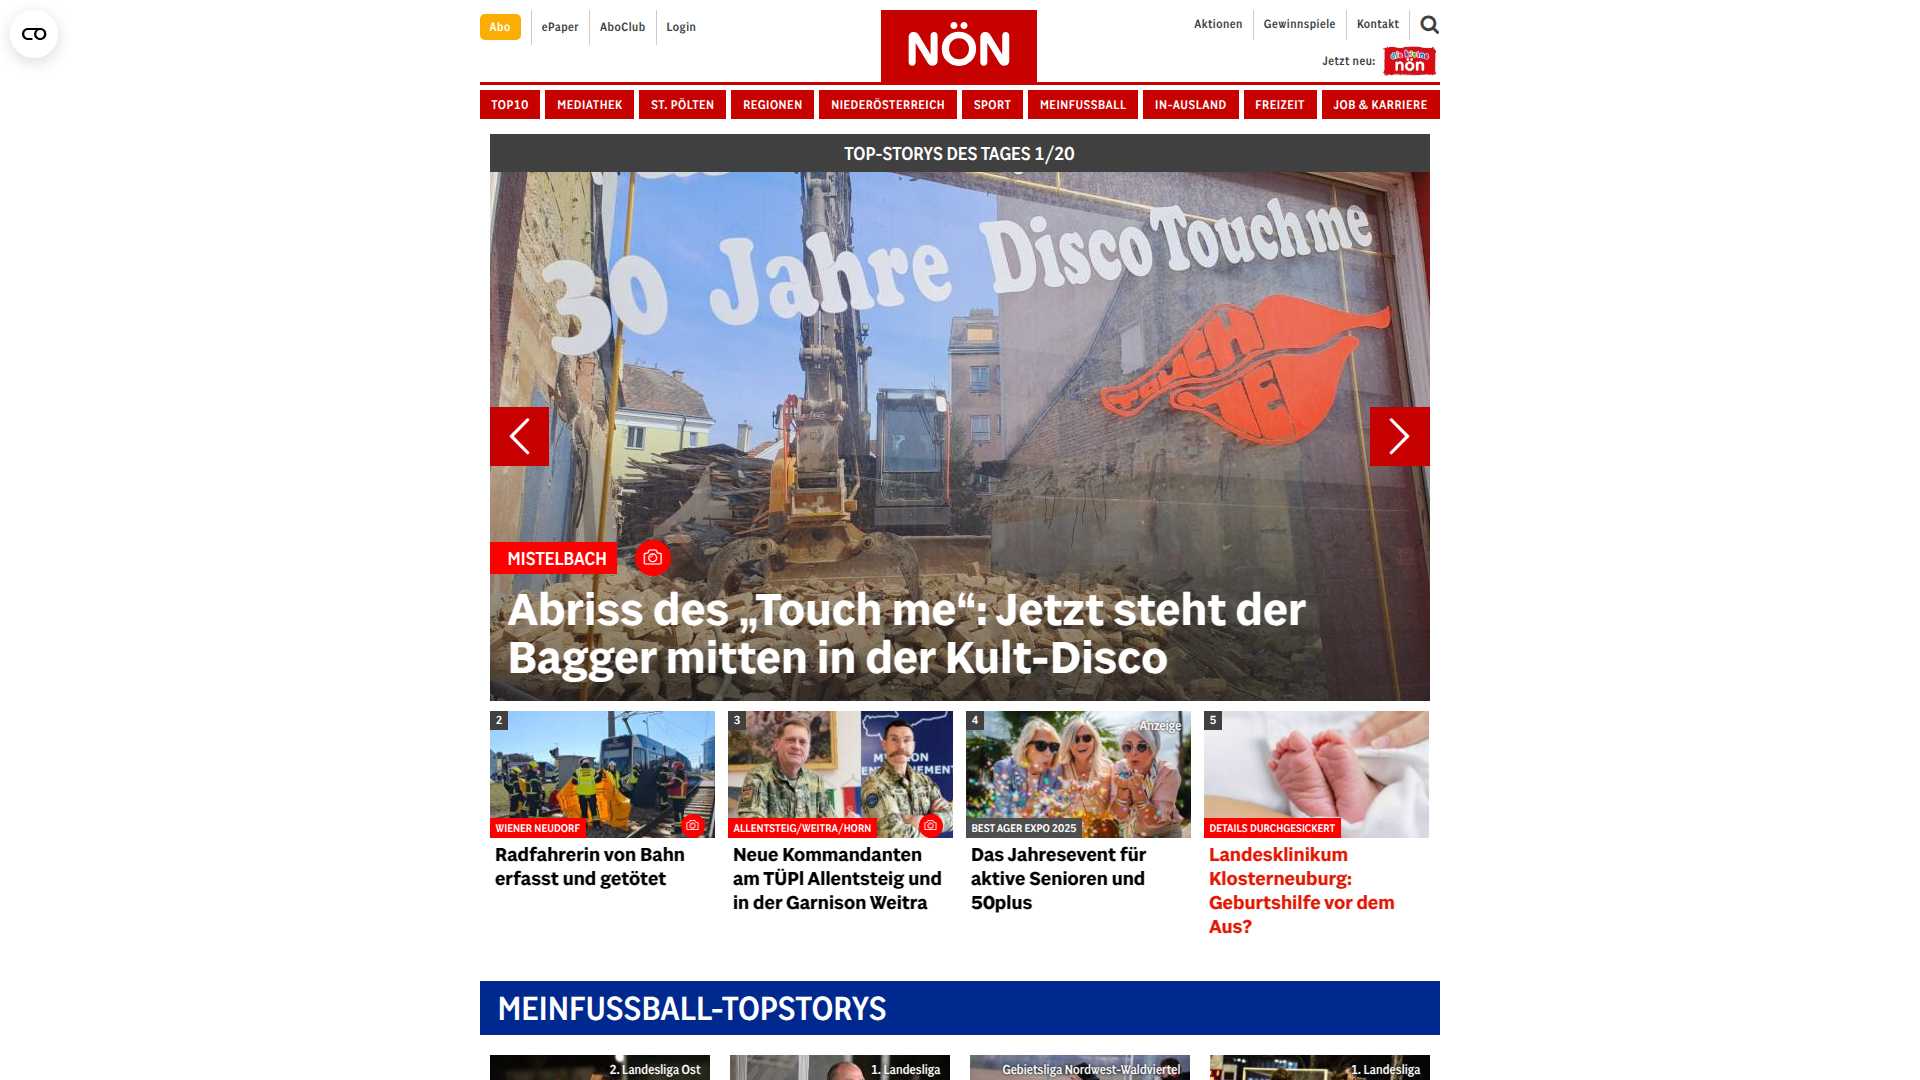 Abo
ePaper
AboClub
Login
NÖN
Aktionen
Gewinnspiele
Kontakt
Jetzt neu:
die kleine
nön
TOP10
MEDIATHEK
ST. PÖLTEN
REGIONEN
NIEDERÖSTERREICH
SPORT
MEINFUSSBALL
IN-AUSLAND
FREIZEIT
JOB & KARRIERE
TOP-STORYS DES TAGES 1/20
30 Jahre Disco Touchme
TOUCH
ME
MISTELBACH
Abriss des „Touch me“: Jetzt steht der
Bagger mitten in der Kult-Disco
2
WIENER NEUDORF
Radfahrerin von Bahn
erfasst und getötet
3
ALLENTSTEIG/WEITRA/HORN
Neue Kommandanten
am TÜPl Allentsteig und
in der Garnison Weitra
4
Anzeige
BEST AGER EXPO 2025
Das Jahresevent für
aktive Senioren und
50plus
5
DETAILS DURCHGESICKERT
Landesklinikum
Klosterneuburg:
Geburtshilfe vor dem
Aus?
MEINFUSSBALL-TOPSTORYS
2. Landesliga Ost
1. Landesliga
Gebietsliga Nordwest-Waldviertel
1. Landesliga